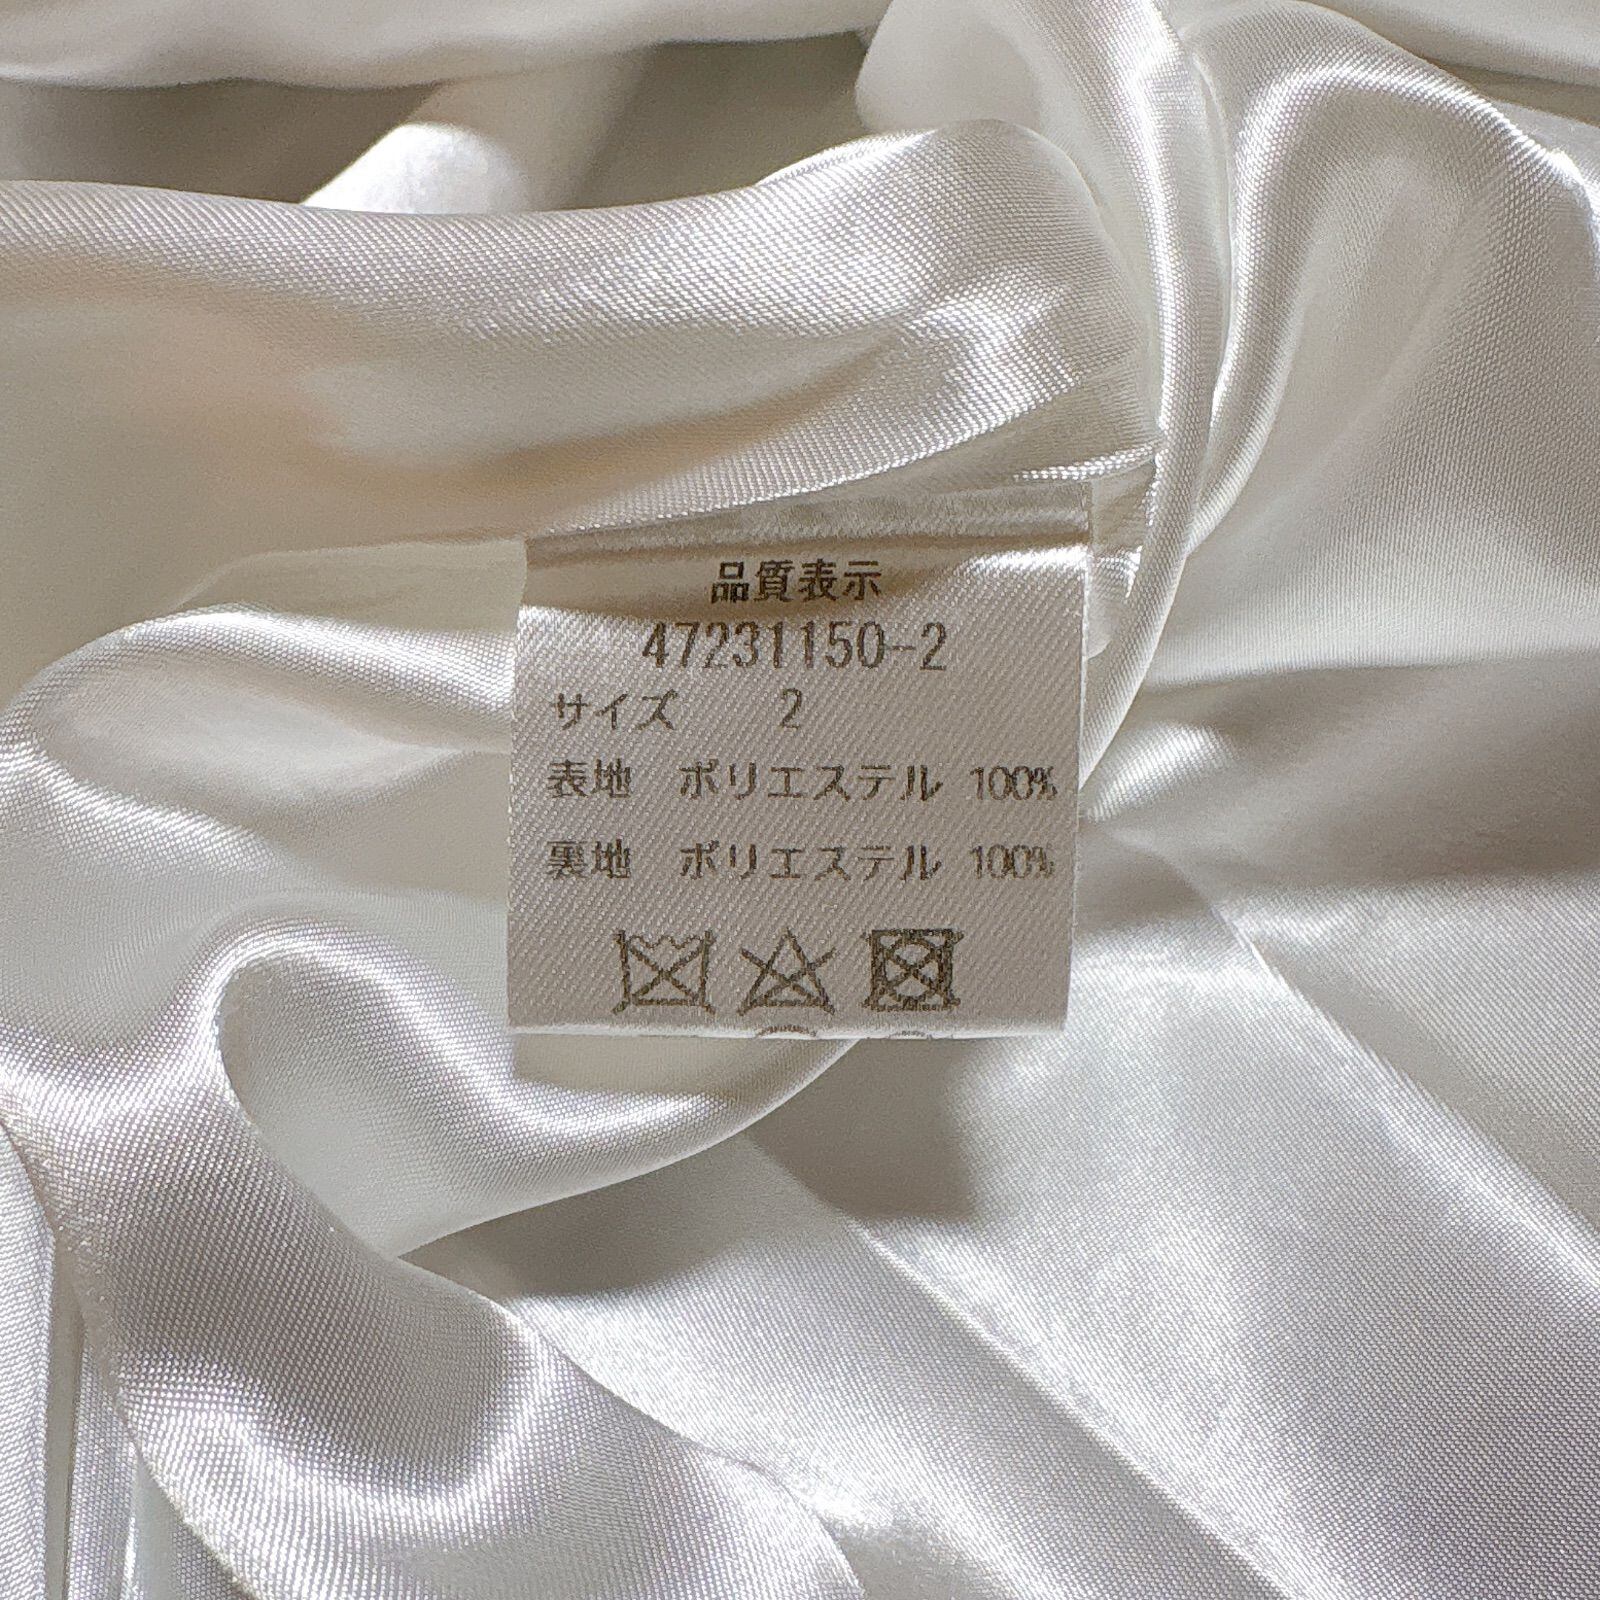 品質表示
47231150-2
サイズ 2
表地 ポリエステル 100%
裏地 ポリエステル 100%